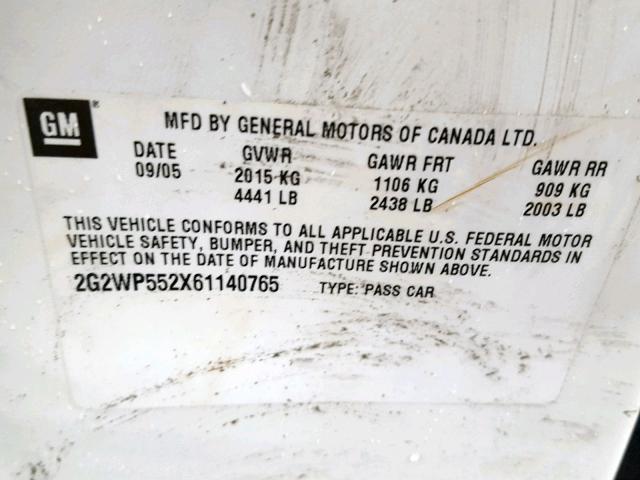 GM®
MFD BY GENERAL MOTORS OF CANADA LTD.
DATE GVWR GAWR FRT GAWR RR
09/05 2015 KG 1106 KG 909 KG
4441 LB 2438 LB 2003 LB
THIS VEHICLE CONFORMS TO ALL APPLICABLE U.S. FEDERAL MOTOR
VEHICLE SAFETY, BUMPER, AND THEFT PREVENTION STANDARDS IN
EFFECT ON THE DATE OF MANUFACTURE SHOWN ABOVE.
2G2WP552X61140765 TYPE: PASS CAR